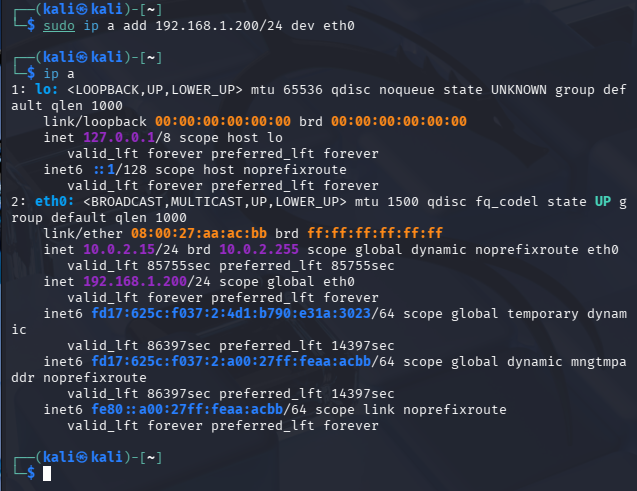 ┌──(kali㉿kali)-[~]
└─$ sudo ip a add 192.168.1.200/24 dev eth0

┌──(kali㉿kali)-[~]
└─$ ip a
1: lo: <LOOPBACK,UP,LOWER_UP> mtu 65536 qdisc noqueue state UNKNOWN group def
ault qlen 1000
    link/loopback 00:00:00:00:00:00 brd 00:00:00:00:00:00
    inet 127.0.0.1/8 scope host lo
       valid_lft forever preferred_lft forever
    inet6 ::1/128 scope host noprefixroute
       valid_lft forever preferred_lft forever
2: eth0: <BROADCAST,MULTICAST,UP,LOWER_UP> mtu 1500 qdisc fq_codel state UP g
roup default qlen 1000
    link/ether 08:00:27:aa:ac:bb brd ff:ff:ff:ff:ff:ff
    inet 10.0.2.15/24 brd 10.0.2.255 scope global dynamic noprefixroute eth0
       valid_lft 85755sec preferred_lft 85755sec
    inet 192.168.1.200/24 scope global eth0
       valid_lft forever preferred_lft forever
    inet6 fd17:625c:f037:2:4d1:b790:e31a:3023/64 scope global temporary dynam
ic
       valid_lft 86397sec preferred_lft 14397sec
    inet6 fd17:625c:f037:2:a00:27ff:feaa:acbb/64 scope global dynamic mngtmpa
ddr noprefixroute
       valid_lft 86397sec preferred_lft 14397sec
    inet6 fe80::a00:27ff:feaa:acbb/64 scope link noprefixroute
       valid_lft forever preferred_lft forever

┌──(kali㉿kali)-[~]
└─$